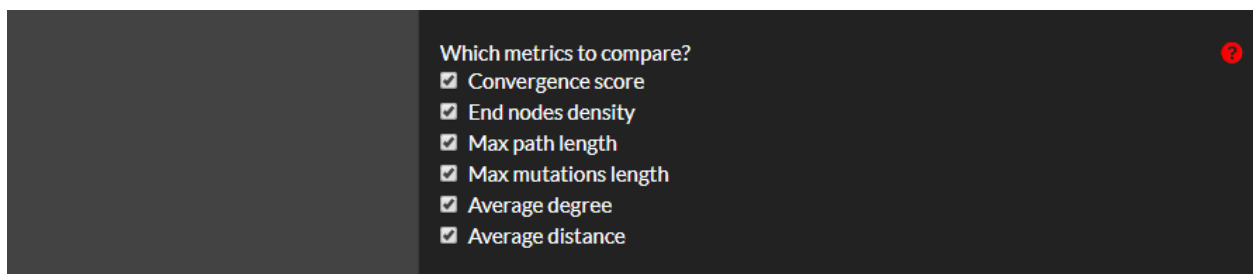 Which metrics to compare?
?
Convergence score
End nodes density
Max path length
Max mutations length
Average degree
Average distance